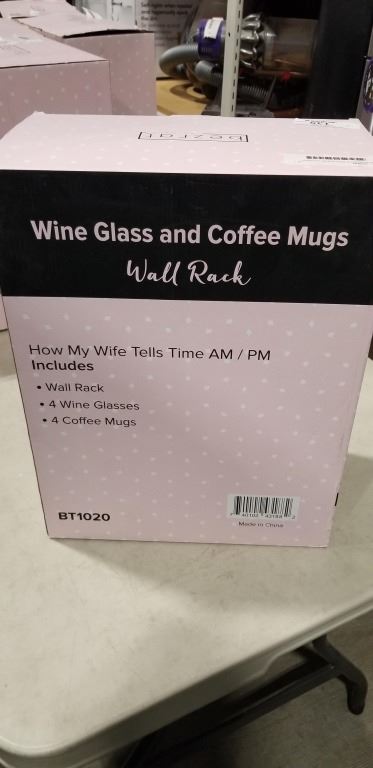 [bezrat]
Wine Glass and Coffee Mugs
Wall Rack
How My Wife Tells Time AM / PM
Includes
• Wall Rack
• 4 Wine Glasses
• 4 Coffee Mugs
BT1020
Made in China